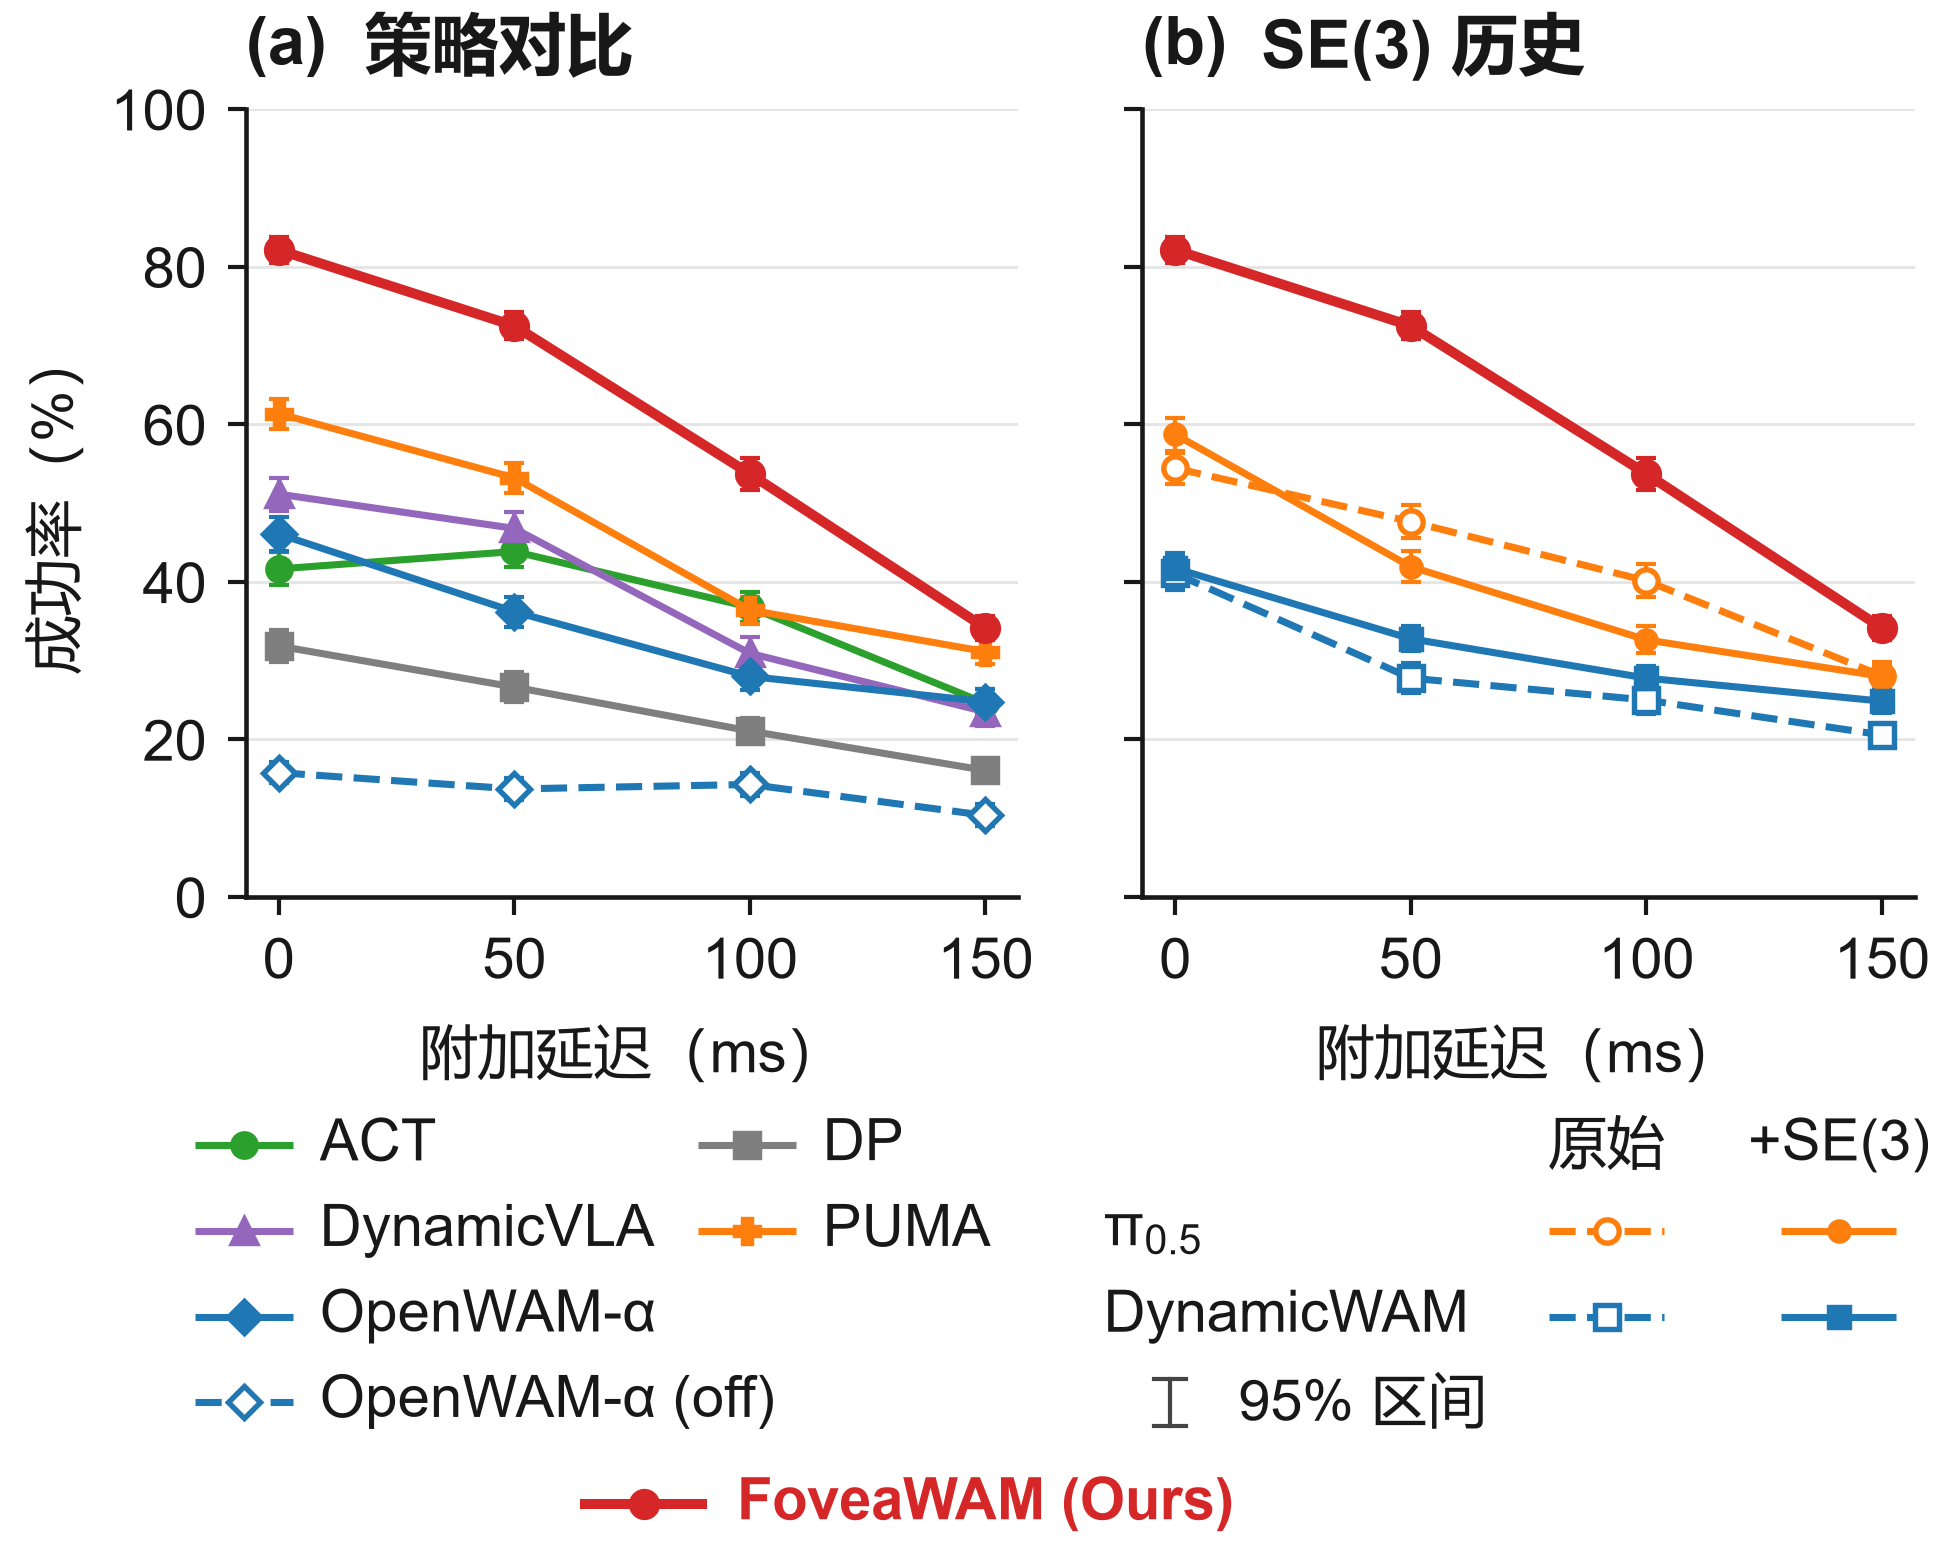 (a) 策略对比
(b) SE(3) 历史
成功率（%）
100
80
60
40
20
0
0 50 100 150
0 50 100 150
附加延迟（ms）
附加延迟（ms）
ACT
DP
DynamicVLA
PUMA
OpenWAM-α
OpenWAM-α (off)
原始 +SE(3)
π0.5
DynamicWAM
95% 区间
FoveaWAM (Ours)